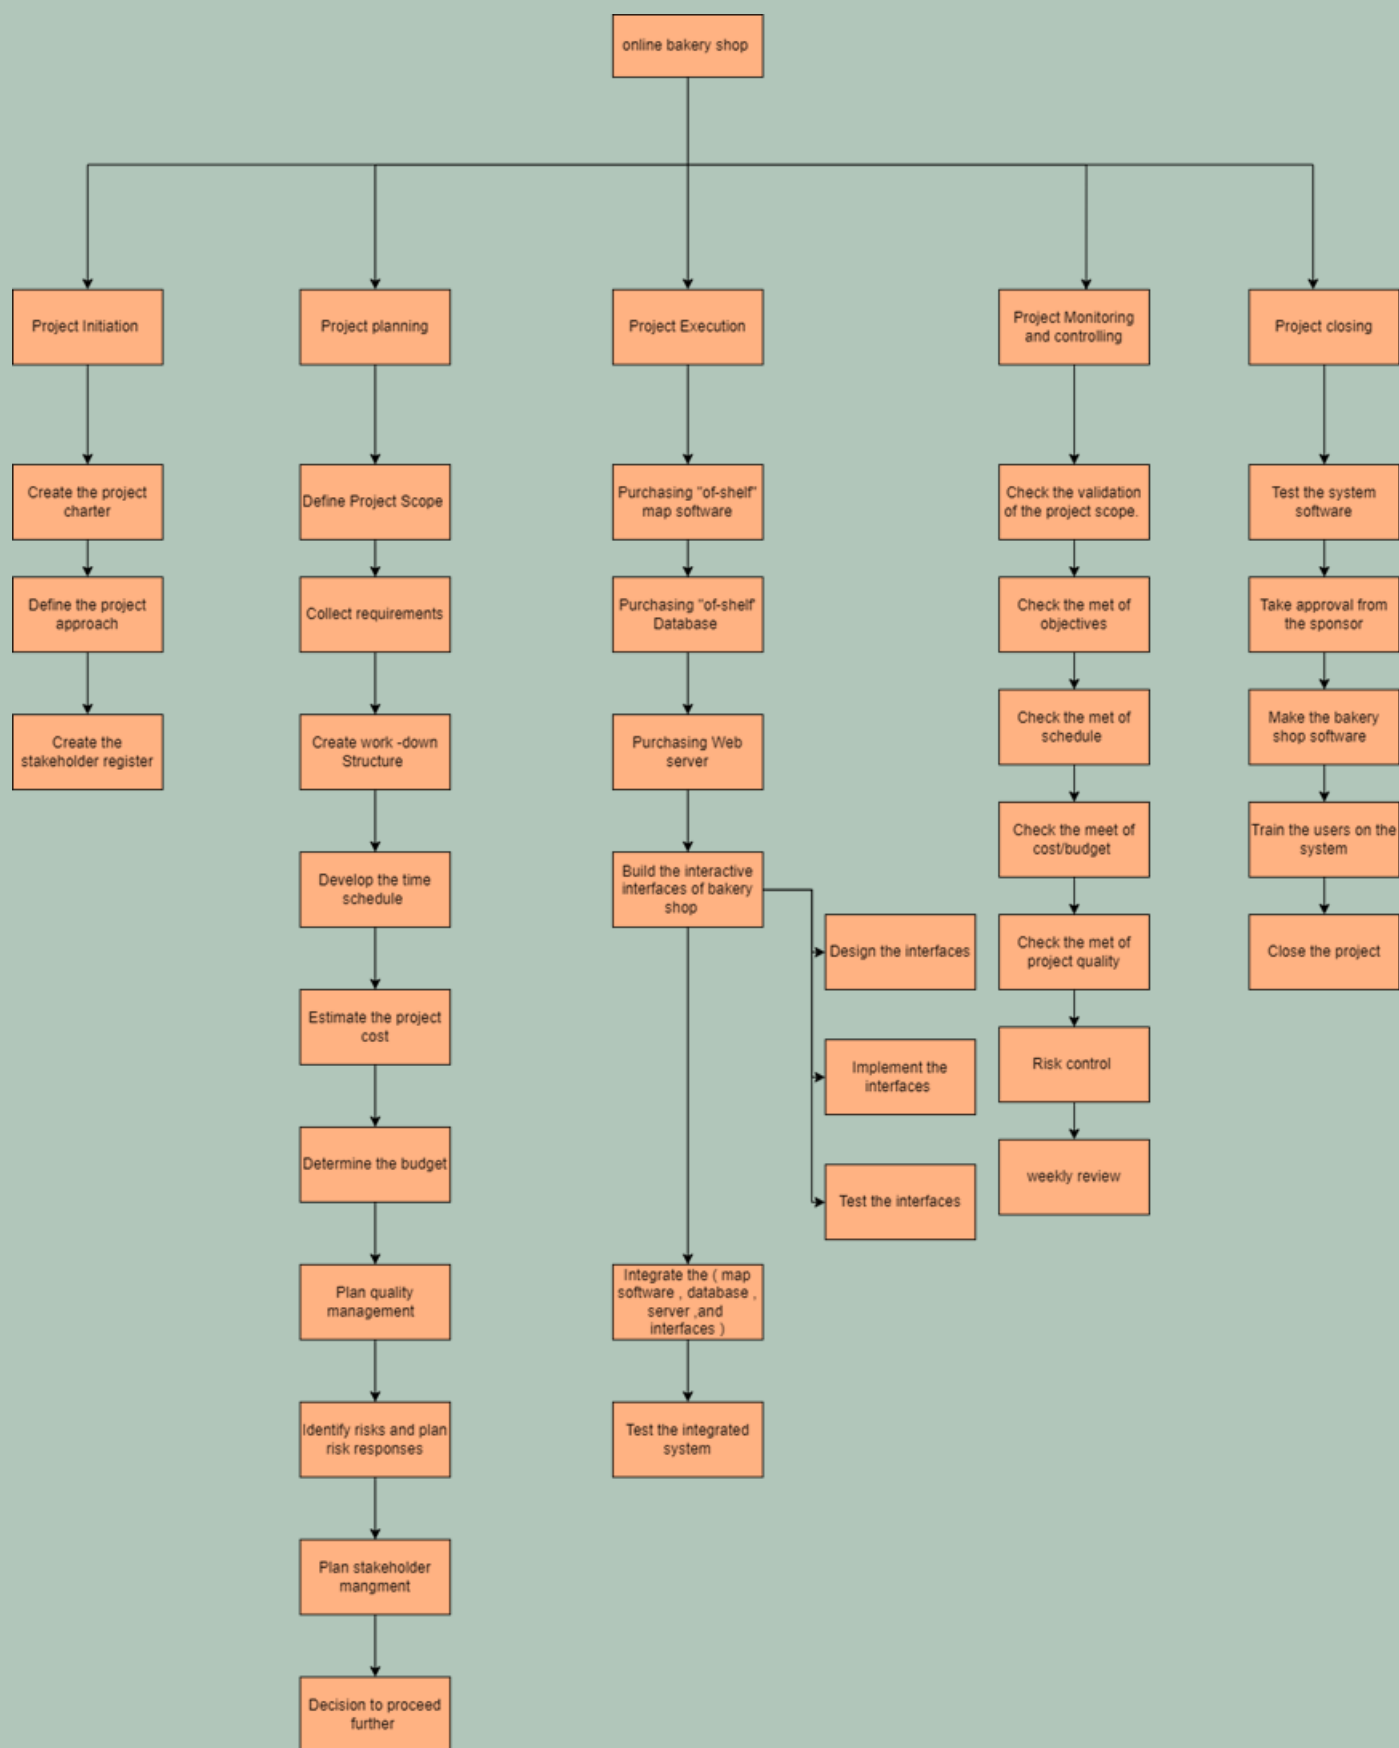 online bakery shop
Project Initiation
Project planning
Project Execution
Project Monitoring
and controlling
Project closing
Create the project
charter
Define the project
approach
Create the
stakeholder register
Define Project Scope
Collect requirements
Create work -down
Structure
Develop the time
schedule
Estimate the project
cost
Determine the budget
Plan quality
management
Identify risks and plan
risk responses
Plan stakeholder
mangment
Decision to proceed
further
Purchasing "of-shelf"
map software
Purchasing "of-shelf'
Database
Purchasing Web
server
Build the interactive
interfaces of bakery
shop
Design the interfaces
Implement the
interfaces
Test the interfaces
Integrate the ( map
software , database ,
server ,and
interfaces )
Test the integrated
system
Check the validation
of the project scope.
Check the met of
objectives
Check the met of
schedule
Check the meet of
cost/budget
Check the met of
project quality
Risk control
weekly review
Test the system
software
Take approval from
the sponsor
Make the bakery
shop software
Train the users on the
system
Close the project